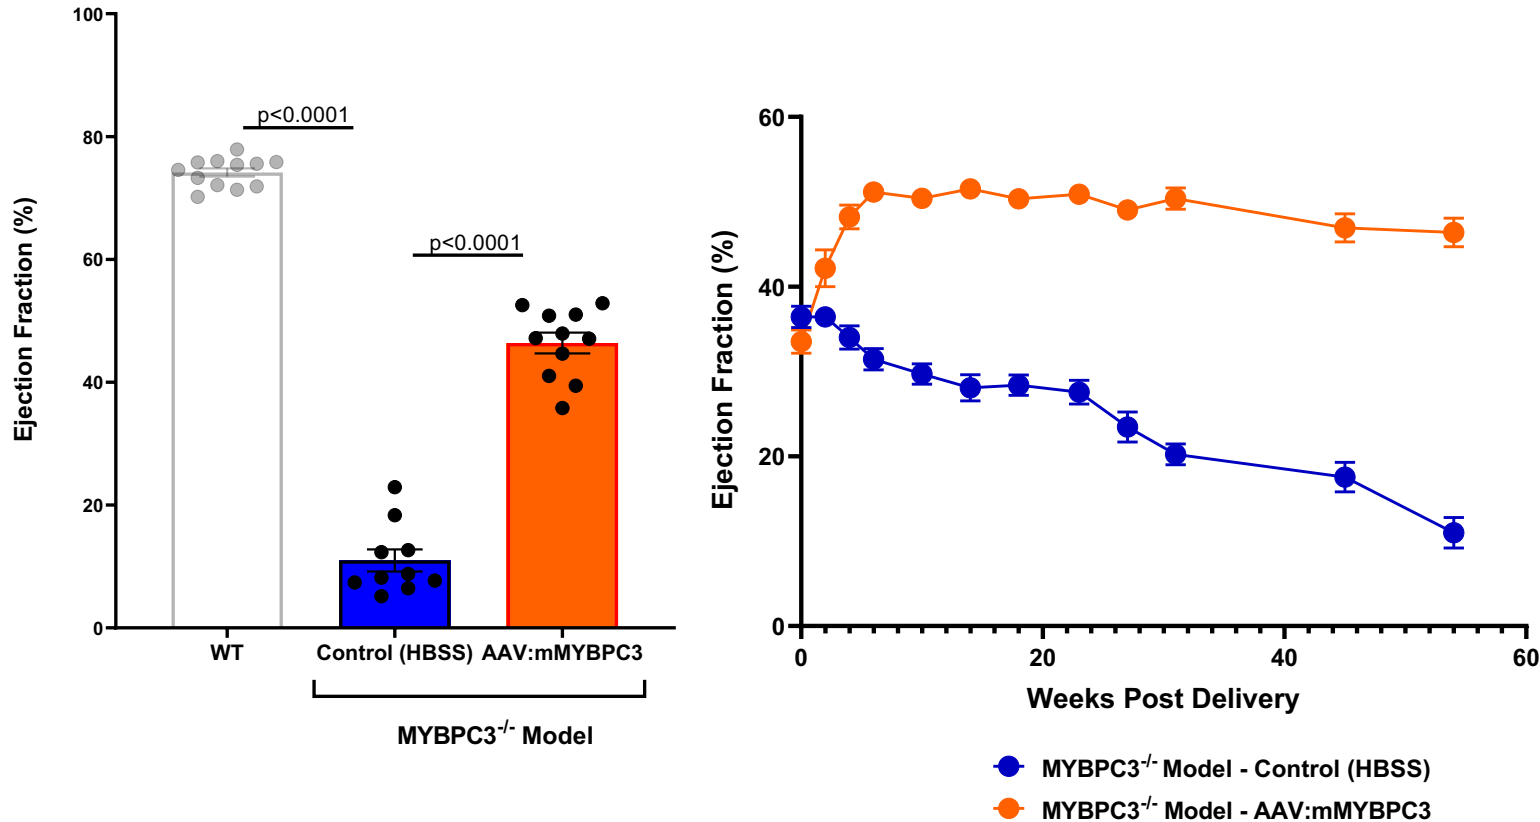 100
80
60
40
20
0
Ejection Fraction (%)
p<0.0001
p<0.0001
WT
Control (HBSS)
AAV:mMYBPC3
MYBPC3-/- Model
60
40
20
0
Ejection Fraction (%)
0
20
40
60
Weeks Post Delivery
MYBPC3-/- Model - Control (HBSS)
MYBPC3-/- Model - AAV:mMYBPC3